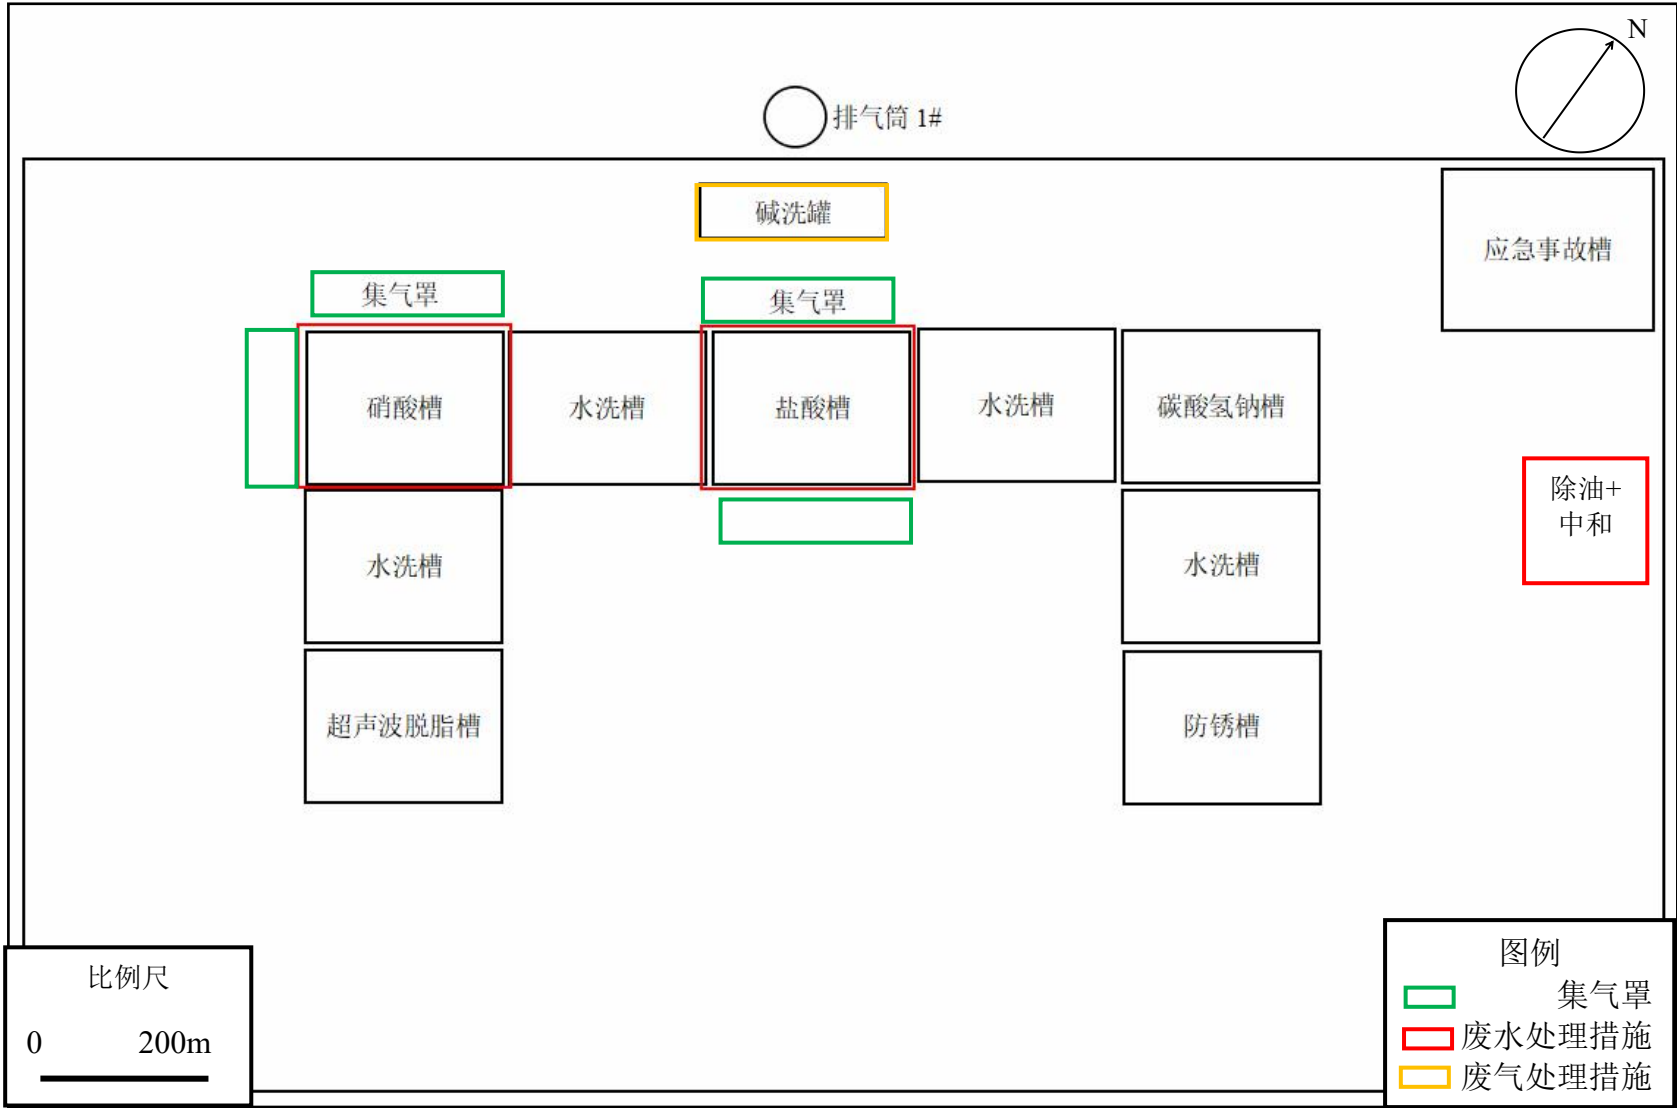 N
排气筒 1#
碱洗罐
应急事故槽
集气罩
集气罩
硝酸槽
水洗槽
盐酸槽
水洗槽
碳酸氢钠槽
除油+
中和
水洗槽
水洗槽
超声波脱脂槽
防锈槽
比例尺
0 200m
图例
集气罩
废水处理措施
废气处理措施